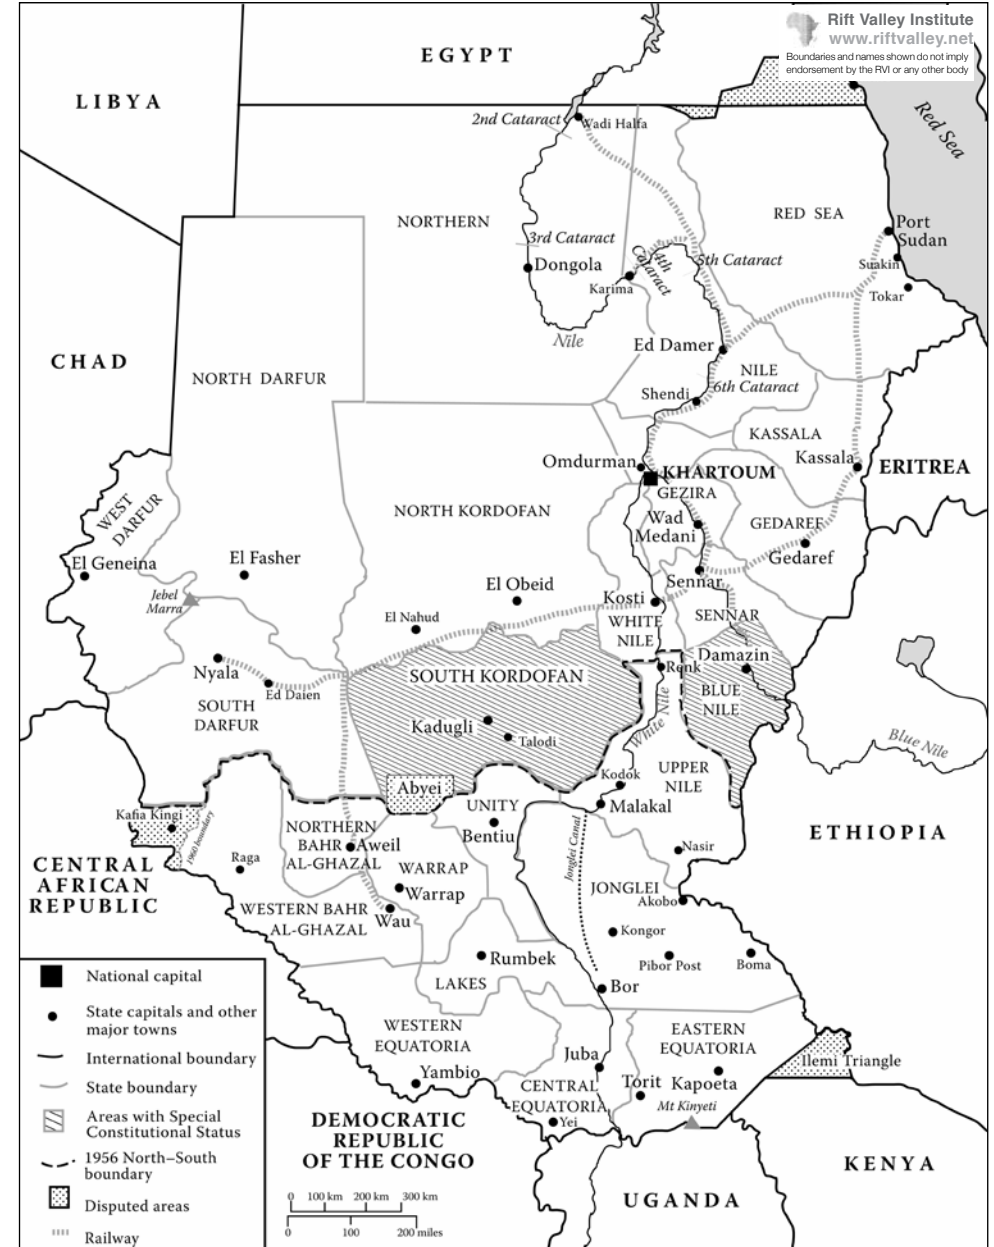 Rift Valley Institute
www.riftvalley.net
Boundaries and names shown do not imply
endorsement by the RVI or any other body
EGYPT
LIBYA
Red Sea
2nd Cataract
Wadi Halfa
NORTHERN
RED SEA
Port
Sudan
3rd Cataract
4th
Cataract
5th Cataract
Dongola
Suakin
Karima
Tokar
Nile
Ed Damer
CHAD
NORTH DARFUR
NILE
6th Cataract
Shendi
KASSALA
Omdurman
KHARTOUM
Kassala
ERITREA
GEZIRA
WEST
DARFUR
NORTH KORDOFAN
Wad
Medani
GEDAREF
Gedaref
El Geneina
El Fasher
Sennar
El Obeid
Jebel
Marra
Kosti
El Nahud
WHITE
NILE
SENNAR
Nyala
Renk
Damazin
SOUTH KORDOFAN
Ed Daien
BLUE
NILE
SOUTH
DARFUR
White Nile
Kadugli
Talodi
Blue Nile
Kodok
UPPER
NILE
Abyei
UNITY
Malakal
Kafia Kingi
1960 boundary
NORTHERN
BAHR
AL-GHAZAL
Aweil
Bentiu
ETHIOPIA
Jonglei Canal
Nasir
Raga
CENTRAL
AFRICAN
REPUBLIC
WARRAP
Warrap
JONGLEI
Akobo
WESTERN BAHR
AL-GHAZAL
Wau
Kongor
Rumbek
Pibor Post
Boma
LAKES
Bor
National capital
State capitals and other
major towns
International boundary
State boundary
Areas with Special
Constitutional Status
1956 North–South
boundary
Disputed areas
Railway
WESTERN
EQUATORIA
EASTERN
EQUATORIA
Juba
Ilemi Triangle
Yambio
CENTRAL
EQUATORIA
Torit
Kapoeta
Mt Kinyeti
Yei
DEMOCRATIC
REPUBLIC
OF THE CONGO
KENYA
UGANDA
0 100 km 200 km 300 km
0 100 200 miles